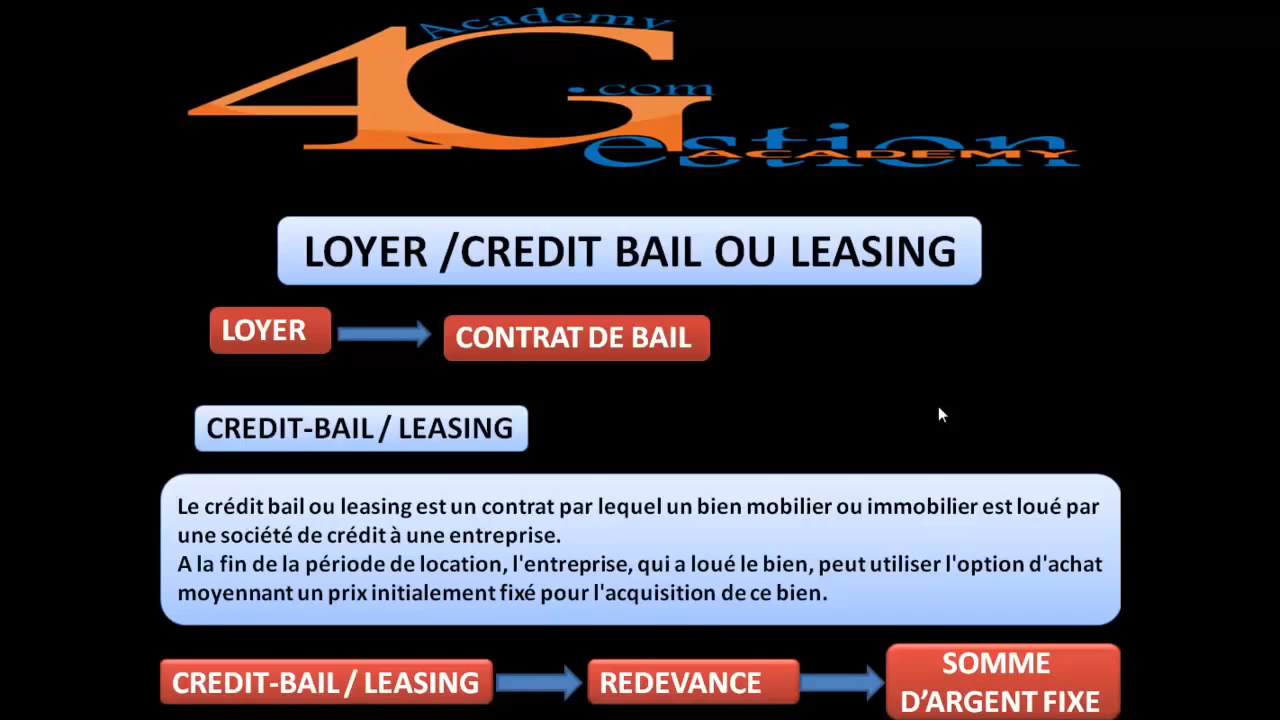 Academy
4G
.com
estion
ACADEMY
LOYER /CREDIT BAIL OU LEASING
LOYER
CONTRAT DE BAIL
CREDIT-BAIL / LEASING
Le crédit bail ou leasing est un contrat par lequel un bien mobilier ou immobilier est loué par
une société de crédit à une entreprise.
A la fin de la période de location, l'entreprise, qui a loué le bien, peut utiliser l'option d'achat
moyennant un prix initialement fixé pour l'acquisition de ce bien.
CREDIT-BAIL / LEASING
REDEVANCE
SOMME
D’ARGENT FIXE